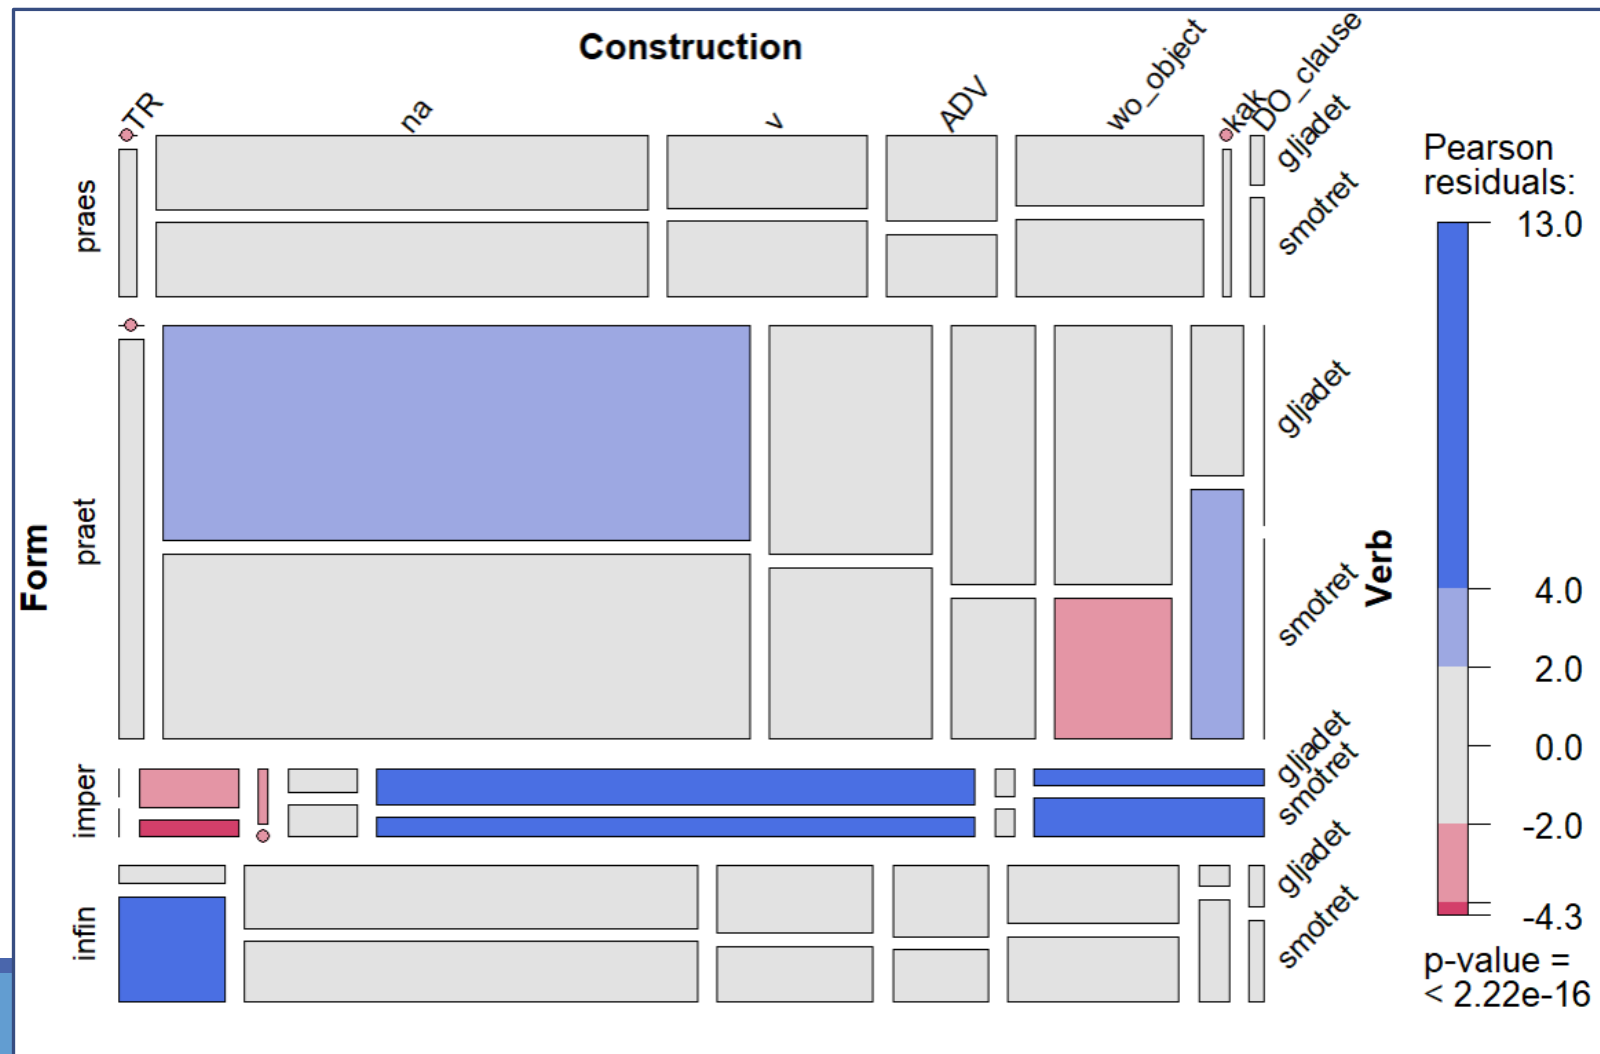 Construction
TR
na
v
ADV
wo_object
kak
DO_clause
gljadet
smotret
praes
gljadet
smotret
praet
gljadet
smotret
imper
gljadet
smotret
infin
Form
Verb
Pearson
residuals:
13.0
4.0
2.0
0.0
-2.0
-4.3
p-value =
< 2.22e-16